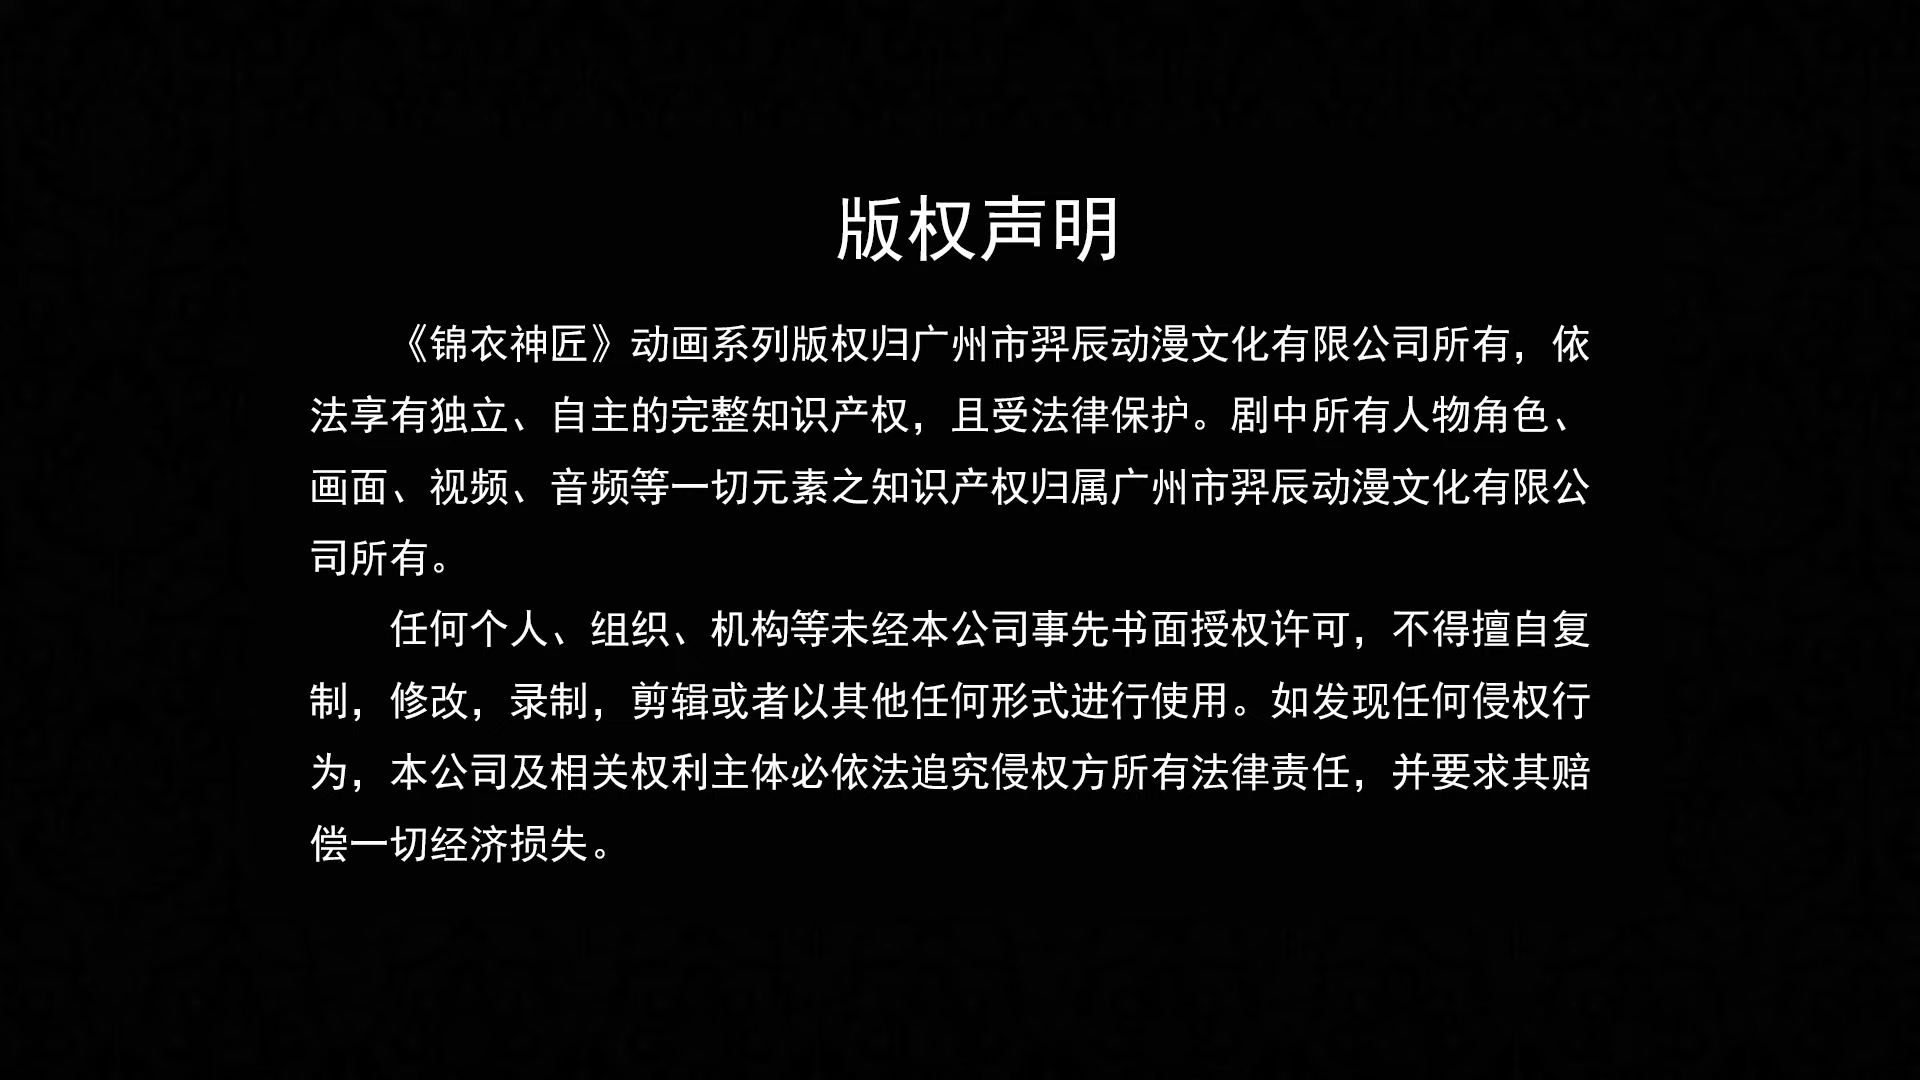 版权声明
《锦衣神匠》动画系列版权归广州市羿辰动漫文化有限公司所有，依
法享有独立、自主的完整知识产权，且受法律保护。剧中所有人物角色、
画面、视频、音频等一切元素之知识产权归属广州市羿辰动漫文化有限公
司所有。
任何个人、组织、机构等未经本公司事先书面授权许可，不得擅自复
制，修改，录制，剪辑或者以其他任何形式进行使用。如发现任何侵权行
为，本公司及相关权利主体必依法追究侵权方所有法律责任，并要求其赔
偿一切经济损失。